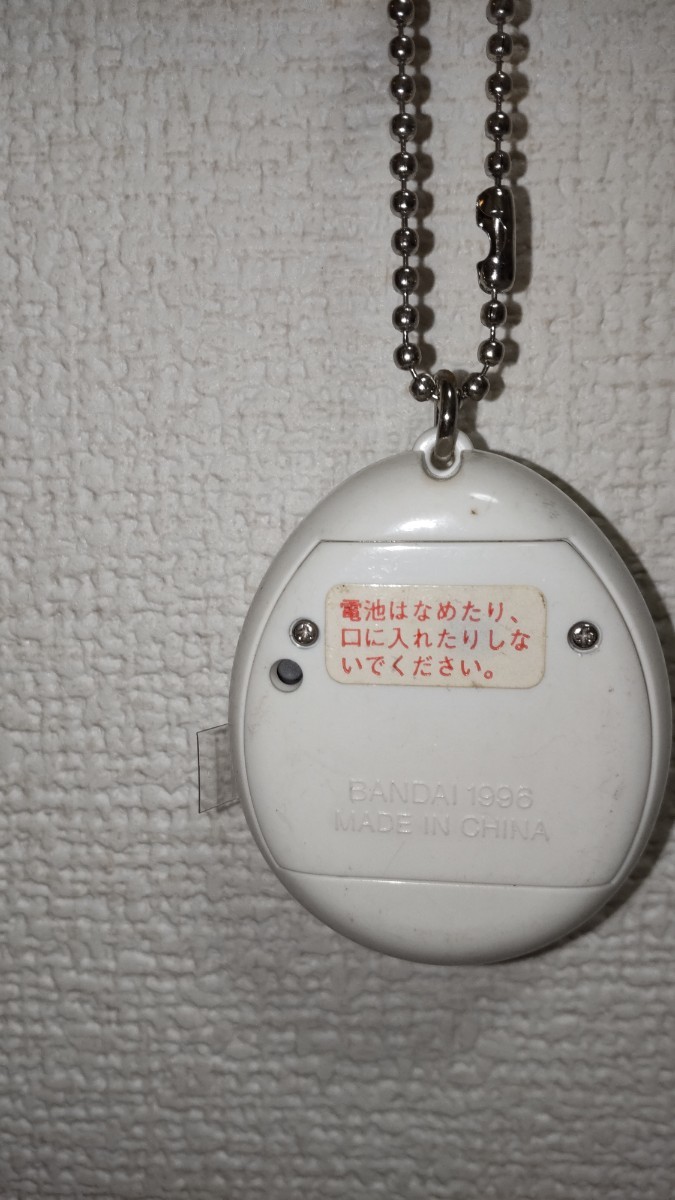 電池はなめたり、
口に入れたりしな
いでください。
BANDAI 1996
MADE IN CHINA